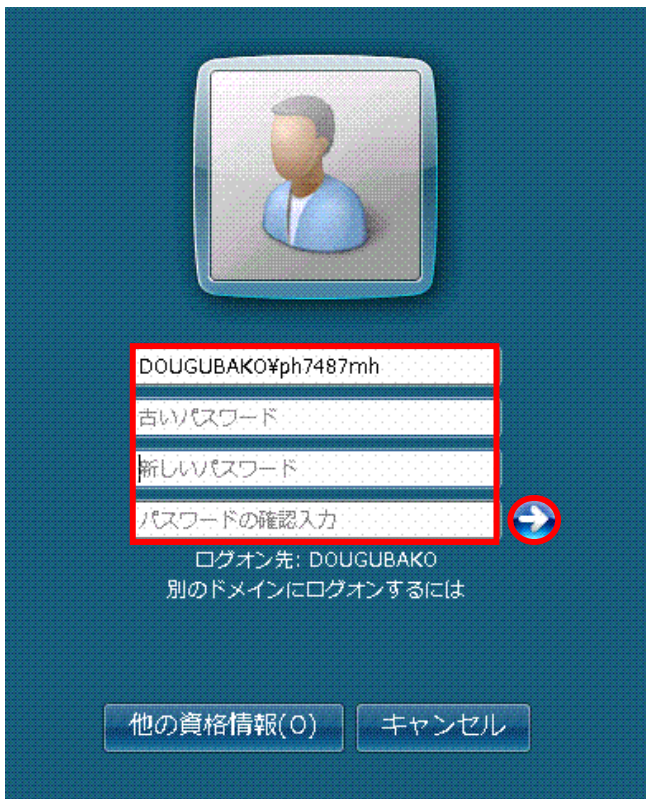 DOUGUBAKO¥ph7487mh
古いパスワード
新しいパスワード
パスワードの確認入力
ログオン先: DOUGUBAKO
別のドメインにログオンするには
他の資格情報(O) キャンセル